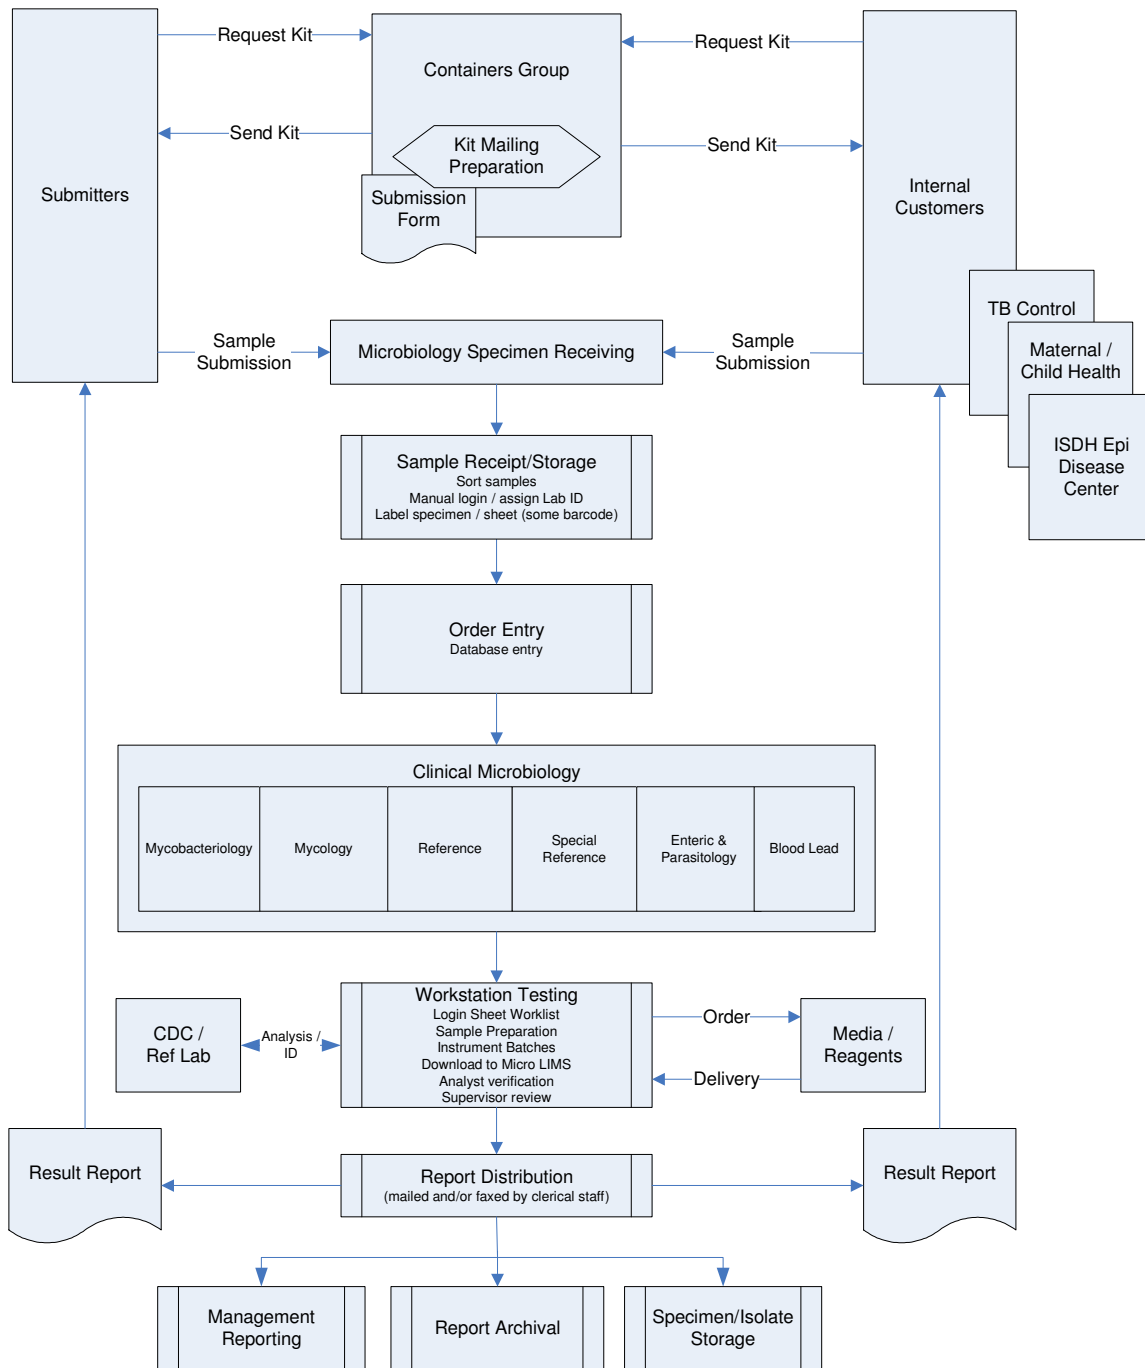 Request Kit
Containers Group
Request Kit
Send Kit
Kit Mailing
Preparation
Send Kit
Submitters
Submission
Form
Internal
Customers
TB Control
Maternal /
Child Health
ISDH Epi
Disease
Center
Sample
Submission
Microbiology Specimen Receiving
Sample
Submission
Sample Receipt/Storage
Sort samples
Manual login / assign Lab ID
Label specimen / sheet (some barcode)
Order Entry
Database entry
Clinical Microbiology
Mycobacteriology
Mycology
Reference
Special
Reference
Enteric &
Parasitology
Blood Lead
Workstation Testing
Login Sheet Worklist
Sample Preparation
Instrument Batches
Download to Micro LIMS
Analyst verification
Supervisor review
CDC /
Ref Lab
Analysis /
ID
Order
Delivery
Media /
Reagents
Result Report
Report Distribution
(mailed and/or faxed by clerical staff)
Result Report
Management
Reporting
Report Archival
Specimen/Isolate
Storage